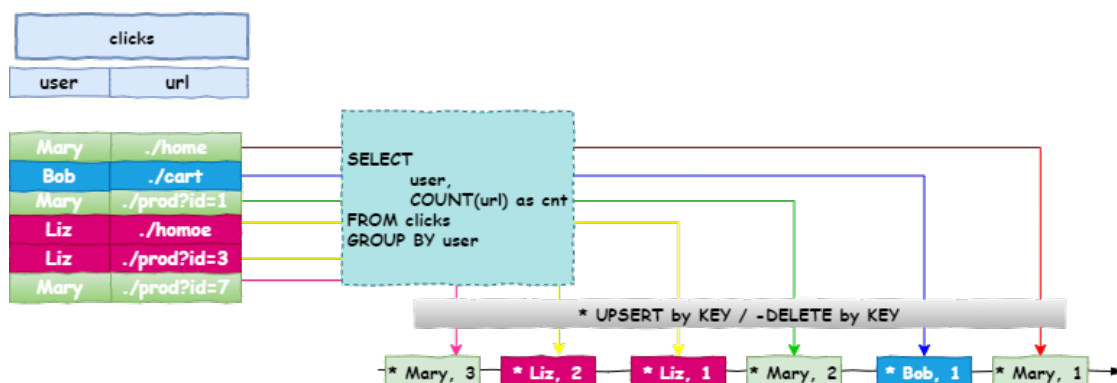 clicks
user url
Mary ./home
Bob ./cart
Mary ./prod?id=1
Liz ./homoe
Liz ./prod?id=3
Mary ./prod?id=7
SELECT
user,
COUNT(url) as cnt
FROM clicks
GROUP BY user
* UPSERT by KEY / -DELETE by KEY
* Mary, 3 * Liz, 2 * Liz, 1 * Mary, 2 * Bob, 1 * Mary, 1